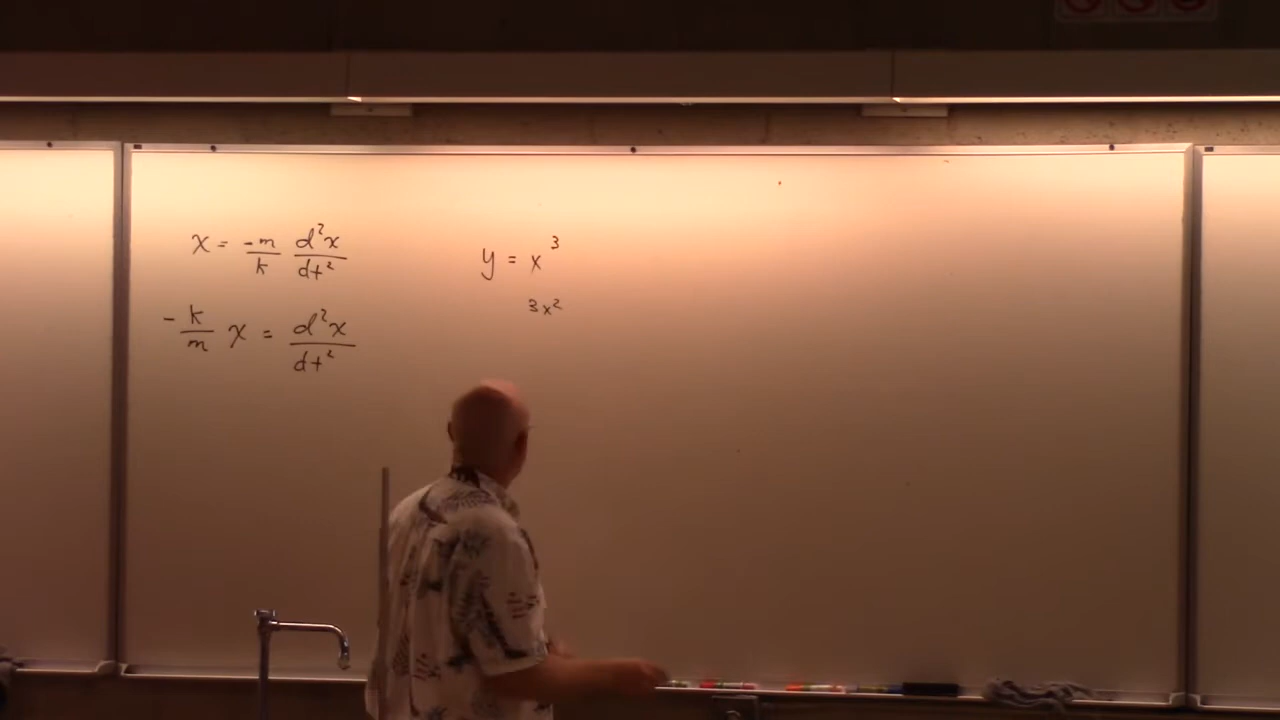 x = -m/k d²x/dt²
-k/m x = d²x/dt²
y = x³
3x²